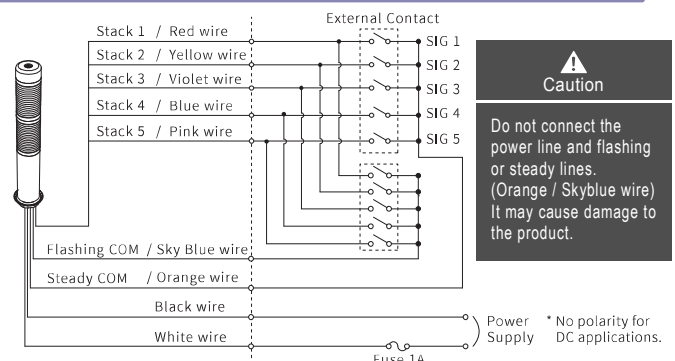 External Contact
Stack 1 / Red wire
SIG 1
Stack 2 / Yellow wire
SIG 2
Stack 3 / Violet wire
SIG 3
Stack 4 / Blue wire
SIG 4
Stack 5 / Pink wire
SIG 5
Flashing COM / Sky Blue wire
Steady COM / Orange wire
Black wire
White wire
Fuse 1A
Power
Supply
* No polarity for
DC applications.
Caution
Do not connect the
power line and flashing
or steady lines.
(Orange / Skyblue wire)
It may cause damage to
the product.